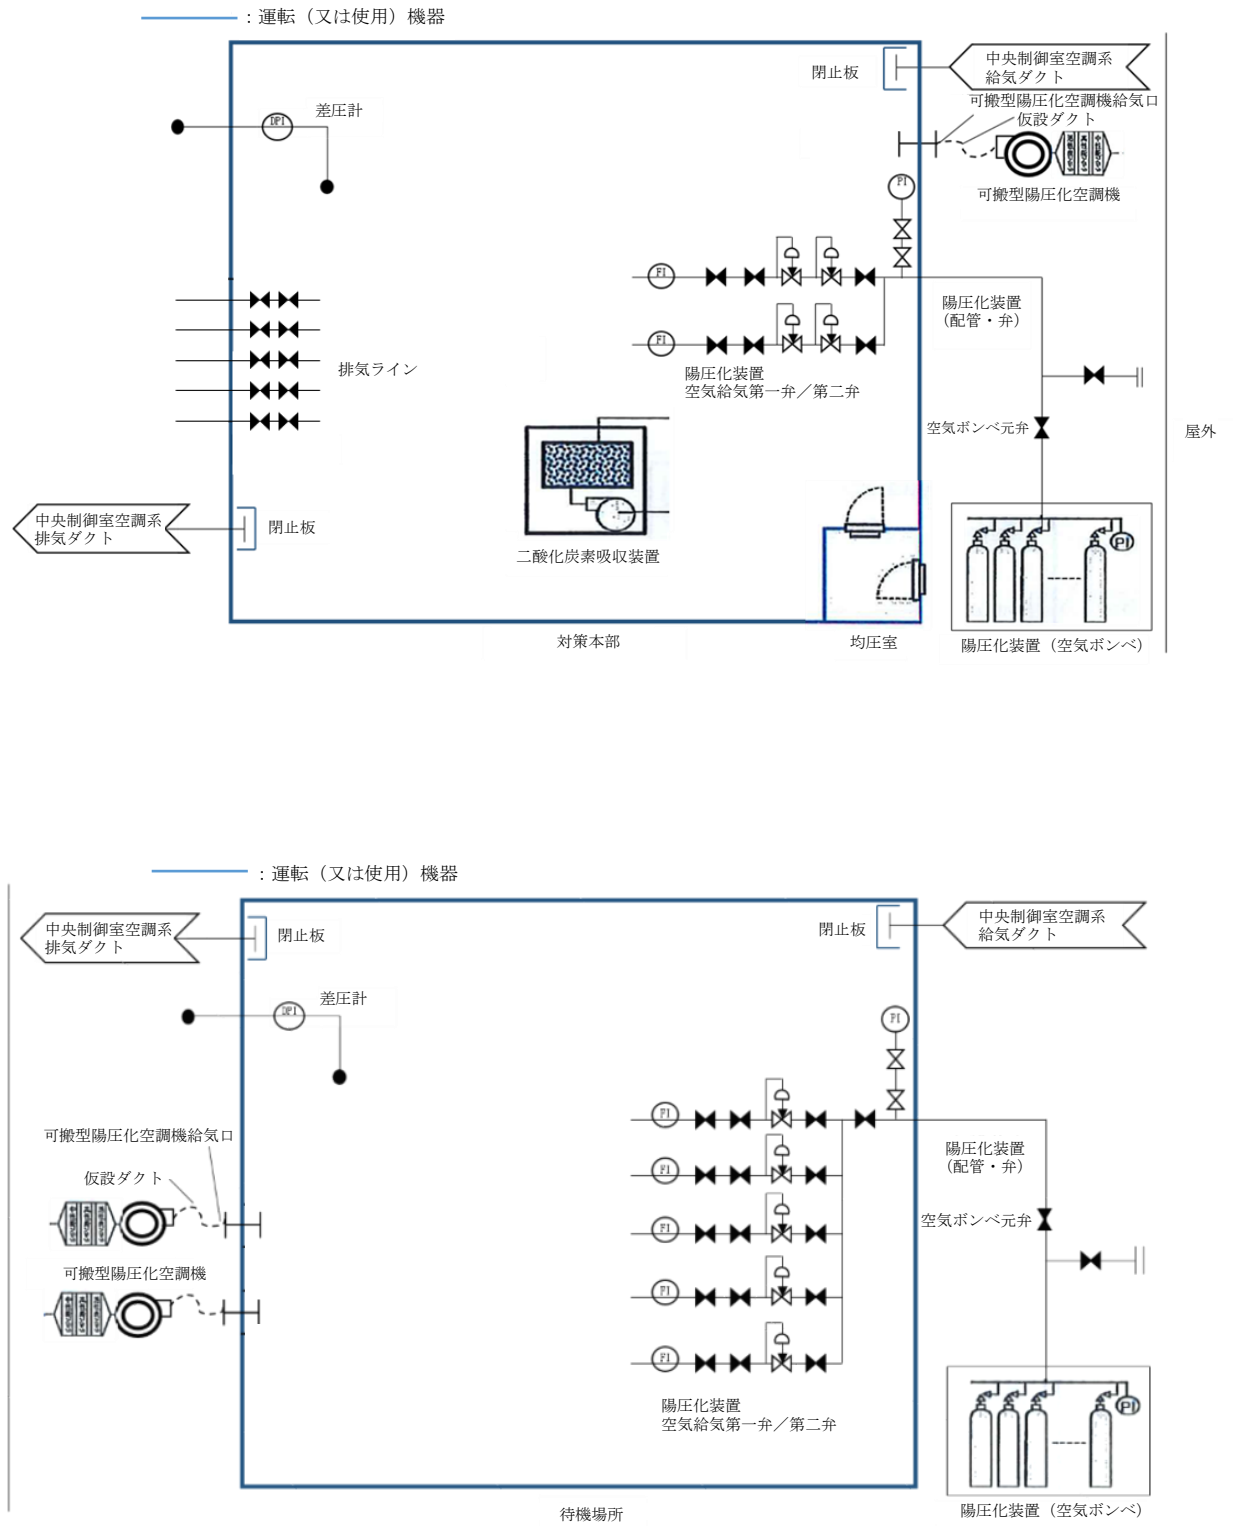 ：運転（又は使用）機器
閉止板
中央制御室空調系
給気ダクト
可搬型陽圧化空調機給気口
仮設ダクト
差圧計
DPI
可搬型陽圧化空調機
PI
FI
陽圧化装置
（配管・弁）
FI
排気ライン
陽圧化装置
空気給気第一弁／第二弁
空気ボンベ元弁
屋外
中央制御室空調系
排気ダクト
閉止板
二酸化炭素吸収装置
PI
対策本部
均圧室
陽圧化装置（空気ボンベ）
：運転（又は使用）機器
中央制御室空調系
排気ダクト
閉止板
閉止板
中央制御室空調系
給気ダクト
差圧計
DPI
PI
FI
可搬型陽圧化空調機給気口
陽圧化装置
（配管・弁）
仮設ダクト
FI
FI
空気ボンベ元弁
可搬型陽圧化空調機
FI
FI
陽圧化装置
空気給気第一弁／第二弁
PI
待機場所
陽圧化装置（空気ボンベ）